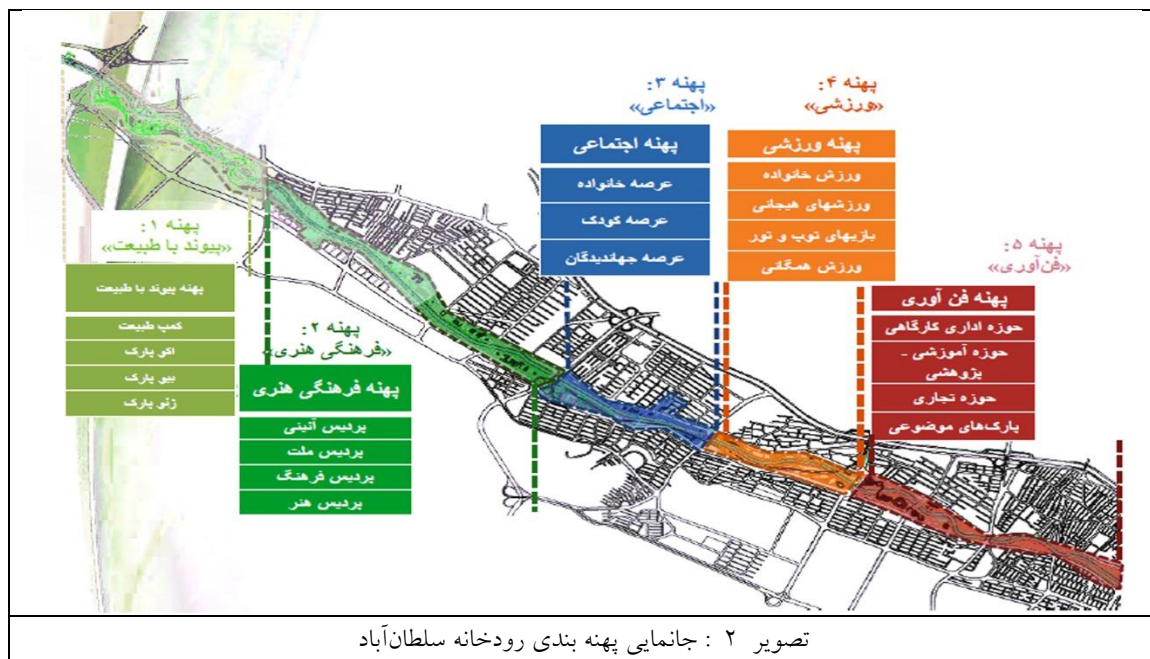 پهنه ۱:
«پیوند با طبیعت»
پهنه پیوند با طبیعت
کمپ طبیعت
اکو پارک
بیو پارک
ژئو پارک
پهنه ۲:
«فرهنگی هنری»
پهنه فرهنگی هنری
پردیس آئینی
پردیس ملت
پردیس فرهنگ
پردیس هنر
پهنه ۳:
«اجتماعی»
پهنه اجتماعی
عرصه خانواده
عرصه کودک
عرصه جهاندیدگان
پهنه ۴:
«ورزشی»
پهنه ورزشی
ورزش خانواده
ورزشهای هیجانی
بازیهای توپ و تور
ورزش همگانی
پهنه ۵:
«فن‌آوری»
پهنه فن آوری
حوزه اداری کارگاهی
حوزه آموزشی -
پژوهشی
حوزه تجاری
پارک‌های موضوعی
تصویر ۲ : جانمایی پهنه بندی رودخانه سلطان‌آباد